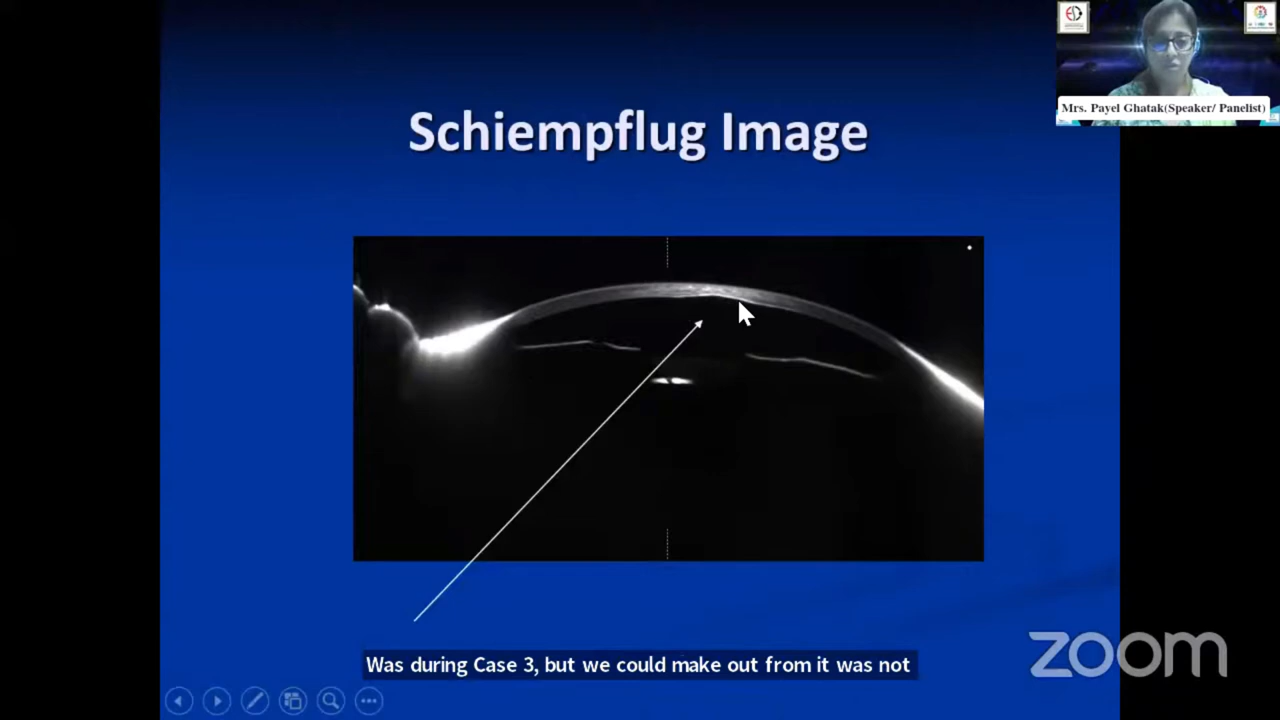 Mrs. Payel Ghatak(Speaker/ Panelist)
Schiempflug Image
Was during Case 3, but we could make out from it was not
zoom